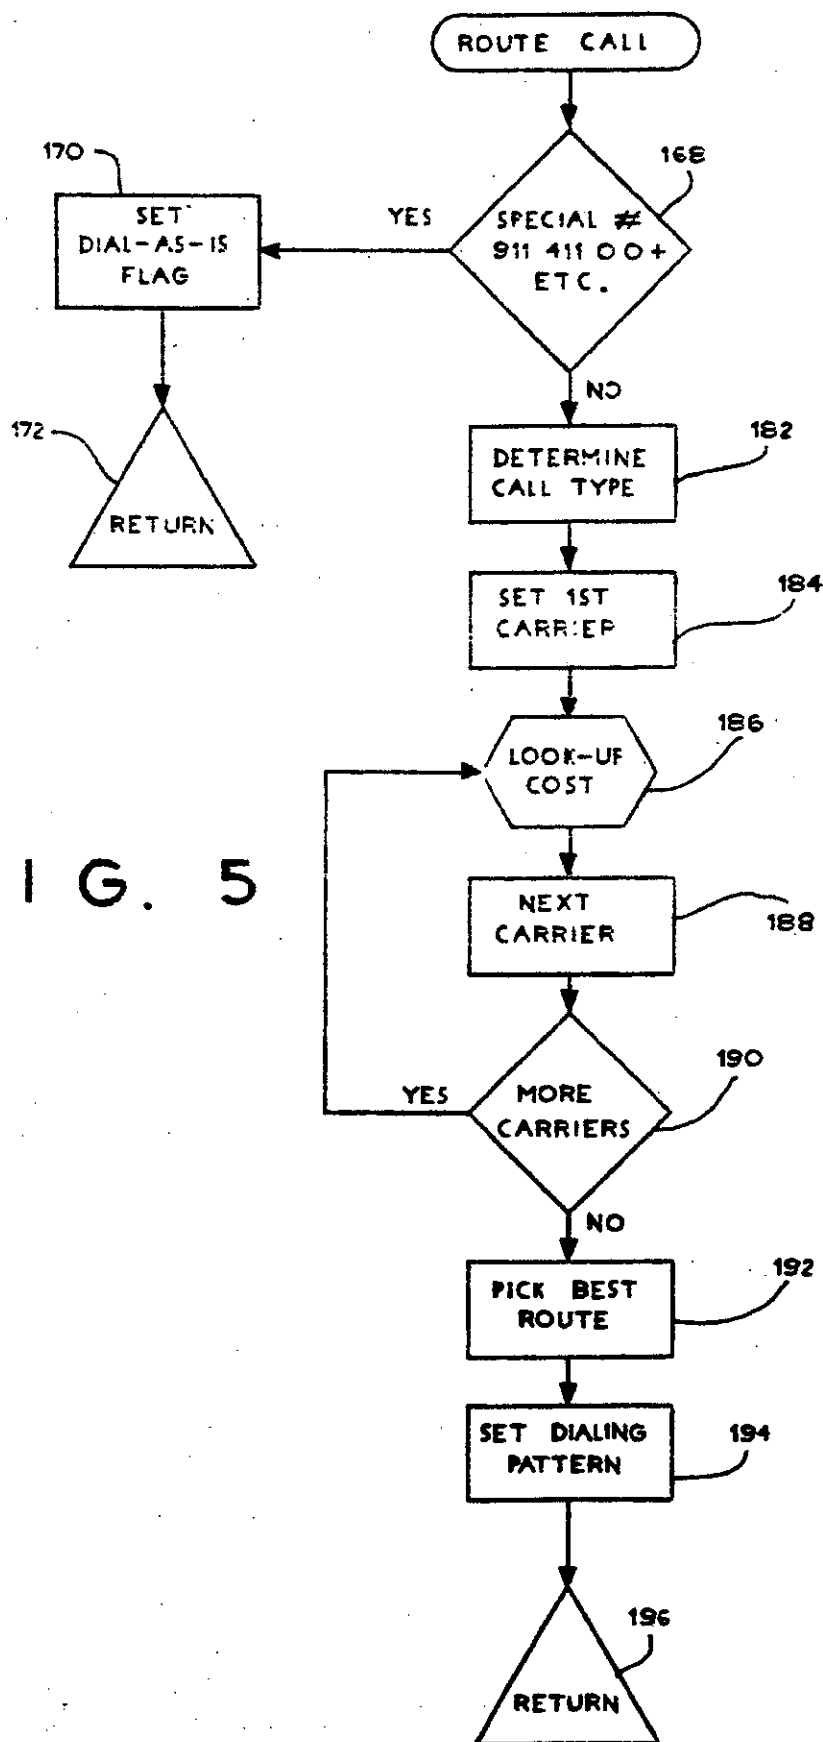 ROUTE CALL
168
SPECIAL #
911 411 0 0+
ETC.
YES
NO
170
SET
DIAL-AS-IS
FLAG
172
RETURN
182
DETERMINE
CALL TYPE
184
SET 1ST
CARRIER
186
LOOK-UP
COST
188
NEXT
CARRIER
190
MORE
CARRIERS
YES
NO
192
PICK BEST
ROUTE
194
SET DIALING
PATTERN
196
RETURN
I G. 5